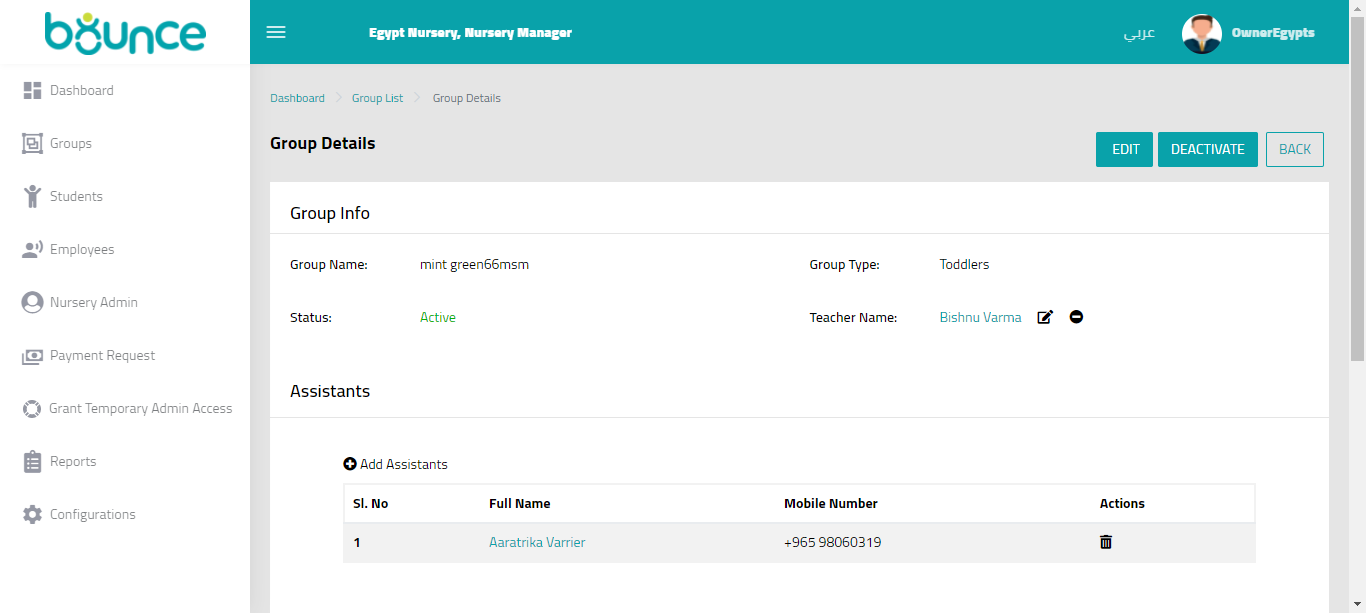 bounce
Egypt Nursery, Nursery Manager
عربي
OwnerEgypts
Dashboard
Groups
Students
Employees
Nursery Admin
Payment Request
Grant Temporary Admin Access
Reports
Configurations
Dashboard > Group List > Group Details
Group Details
EDIT DEACTIVATE BACK
Group Info
Group Name: mint green66msm Group Type: Toddlers
Status: Active Teacher Name: Bishnu Varma
Assistants
Add Assistants
Sl. No Full Name Mobile Number Actions
1 Aaratrika Varrier +965 98060319